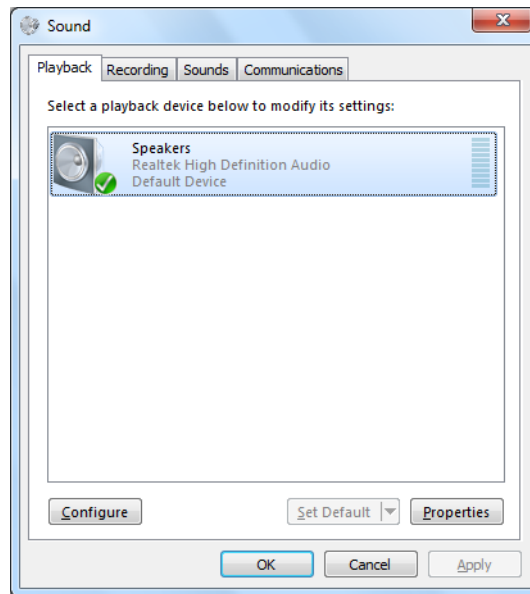 Sound
Playback Recording Sounds Communications
Select a playback device below to modify its settings:
Speakers
Realtek High Definition Audio
Default Device
Configure Set Default Properties
OK Cancel Apply